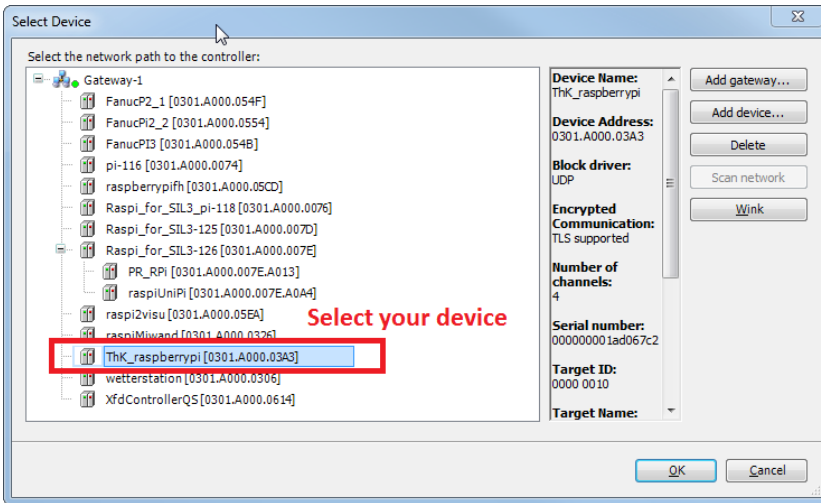 Select Device
Select the network path to the controller:
Gateway-1
FanucP2_1 [0301.A000.054F]
FanucPi2_2 [0301.A000.0554]
FanucPI3 [0301.A000.054B]
pi-116 [0301.A000.0074]
raspberrypifh [0301.A000.05CD]
Raspi_for_SIL3_pi-118 [0301.A000.0076]
Raspi_for_SIL3-125 [0301.A000.007D]
Raspi_for_SIL3-126 [0301.A000.007E]
PR_RPi [0301.A000.007E.A013]
raspiUniPi [0301.A000.007E.A0A4]
raspi2visu [0301.A000.05EA]
raspiMiwand [0301.A000.0326]
ThK_raspberrypi [0301.A000.03A3]
wetterstation [0301.A000.0306]
XfdControllerQS [0301.A000.0614]
Select your device
Device Name:
ThK_raspberrypi
Device Address:
0301.A000.03A3
Block driver:
UDP
Encrypted
Communication:
TLS supported
Number of
channels:
4
Serial number:
000000001ad067c2
Target ID:
0000 0010
Target Name:
Add gateway...
Add device...
Delete
Scan network
Wink
OK
Cancel